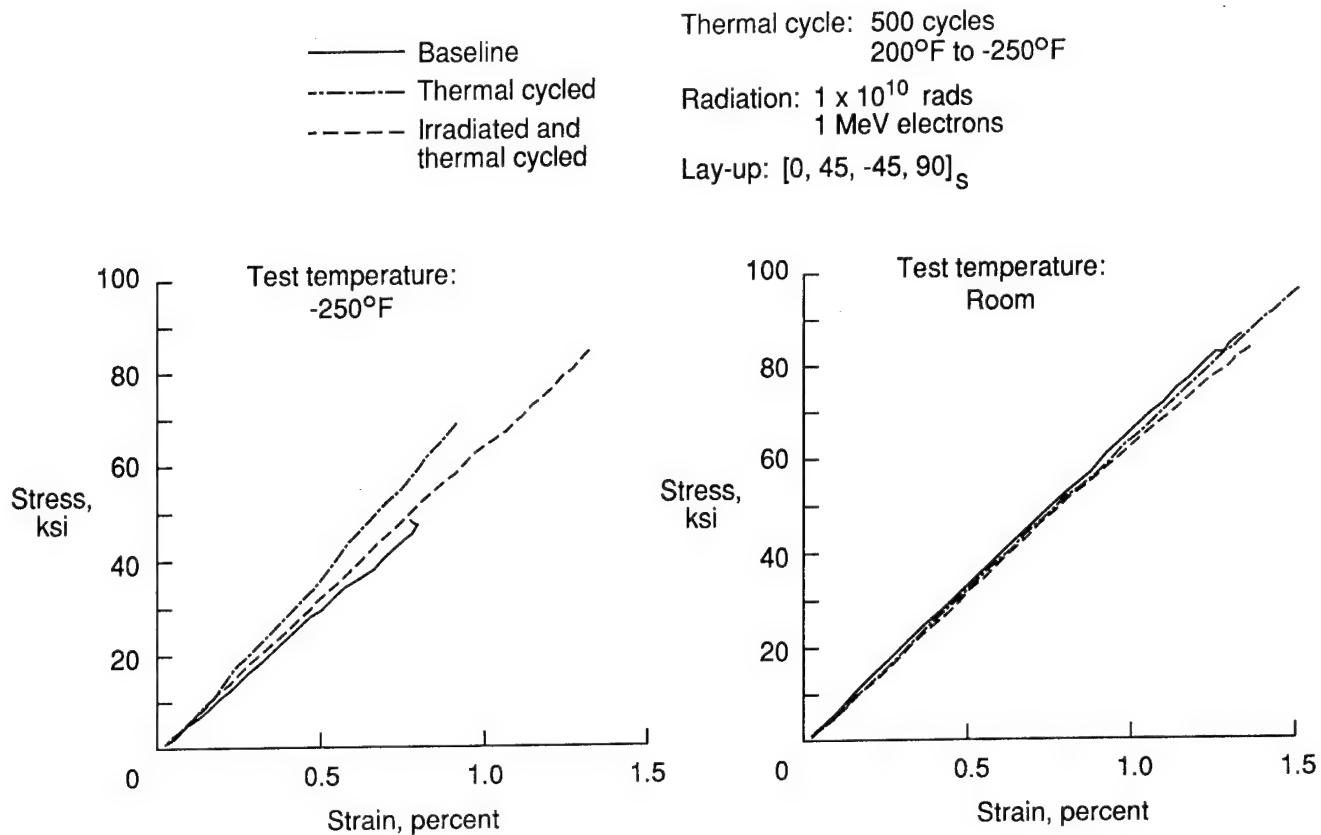 Baseline
Thermal cycled
Irradiated and
thermal cycled
Thermal cycle: 500 cycles
200°F to -250°F
Radiation: 1 x 10^10 rads
1 MeV electrons
Lay-up: [0, 45, -45, 90]s
Test temperature:
-250°F
100
80
60
40
20
0
Stress,
ksi
0.5
1.0
1.5
Strain, percent
Test temperature:
Room
100
80
60
40
20
0
Stress,
ksi
0.5
1.0
1.5
Strain, percent